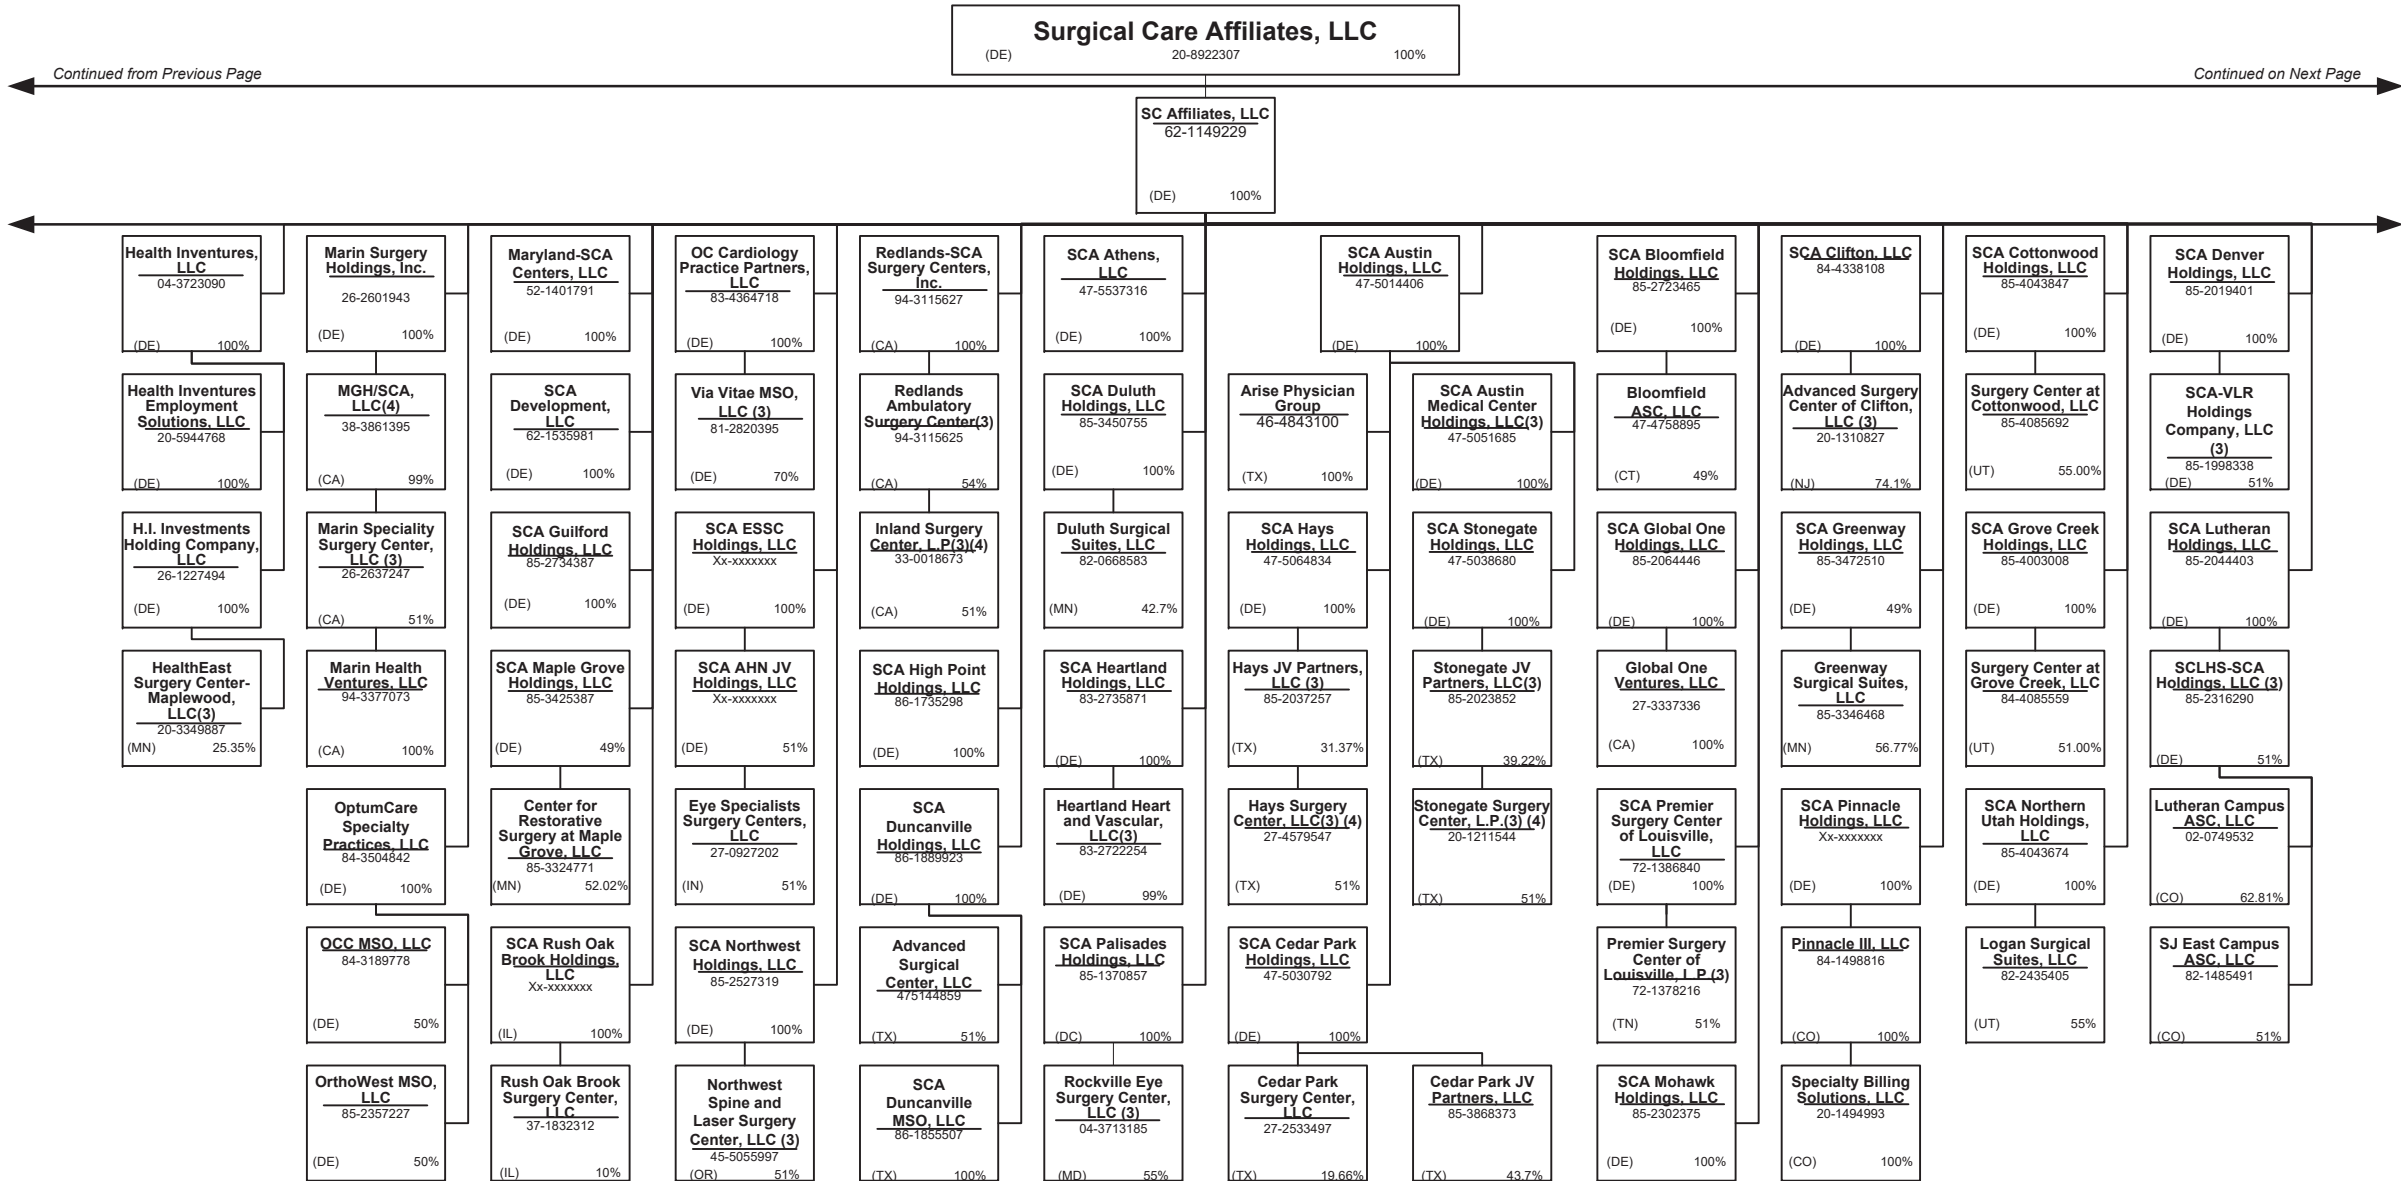 Surgical Care Affiliates, LLC
(DE) 20-8922307 100%
Continued from Previous Page
Continued on Next Page
SC Affiliates, LLC
62-1149229
(DE) 100%
Health Inventures,
LLC
04-3723090
(DE) 100%
Health Inventures
Employment
Solutions, LLC
20-5944768
(DE) 100%
H.I. Investments
Holding Company,
LLC
26-1227494
(DE) 100%
HealthEast
Surgery Center-
Maplewood,
LLC(3)
20-3349887
(MN) 25.35%
Marin Surgery
Holdings, Inc.
26-2601943
(DE) 100%
MGH/SCA,
LLC(4)
38-3861395
(CA) 99%
Marin Speciality
Surgery Center,
LLC (3)
26-2637247
(CA) 51%
Marin Health
Ventures, LLC
94-3377073
(CA) 100%
OptumCare
Specialty
Practices, LLC
84-3504842
(DE) 100%
OCC MSO, LLC
84-3189778
(DE) 50%
OrthoWest MSO,
LLC
85-2357227
(DE) 50%
Maryland-SCA
Centers, LLC
52-1401791
(DE) 100%
SCA
Development,
LLC
62-1535981
(DE) 100%
SCA Guilford
Holdings, LLC
85-2734387
(DE) 100%
SCA Maple Grove
Holdings, LLC
85-3425387
(DE) 49%
Center for
Restorative
Surgery at Maple
Grove, LLC
85-3324771
(MN) 52.02%
SCA Rush Oak
Brook Holdings,
LLC
Xx-xxxxxxx
(IL) 100%
Rush Oak Brook
Surgery Center,
LLC
37-1832312
(IL) 10%
OC Cardiology
Practice Partners,
LLC
83-4364718
(DE) 100%
Via Vitae MSO,
LLC (3)
81-2820395
(DE) 70%
SCA ESSC
Holdings, LLC
Xx-xxxxxxx
(DE) 100%
SCA AHN JV
Holdings, LLC
Xx-xxxxxxx
(DE) 51%
Eye Specialists
Surgery Centers,
LLC
27-0927202
(IN) 51%
SCA Northwest
Holdings, LLC
85-2527319
(DE) 100%
Northwest
Spine and
Laser Surgery
Center, LLC (3)
45-5055997
(OR) 51%
Redlands-SCA
Surgery Centers,
Inc.
94-3115627
(CA) 100%
Redlands
Ambulatory
Surgery Center(3)
94-3115625
(CA) 54%
Inland Surgery
Center, L.P(3)(4)
33-0018673
(CA) 51%
SCA High Point
Holdings, LLC
86-1735298
(DE) 100%
SCA
Duncanville
Holdings, LLC
86-1889923
(DE) 100%
Advanced
Surgical
Center, LLC
475144859
(TX) 51%
SCA
Duncanville
MSO, LLC
86-1855507
(TX) 100%
SCA Athens,
LLC
47-5537316
(DE) 100%
SCA Duluth
Holdings, LLC
85-3450755
(DE) 100%
Duluth Surgical
Suites, LLC
82-0668583
(MN) 42.7%
SCA Heartland
Holdings, LLC
83-2735871
(DE) 100%
Heartland Heart
and Vascular,
LLC(3)
83-2722254
(DE) 99%
SCA Palisades
Holdings, LLC
85-1370857
(DC) 100%
Rockville Eye
Surgery Center,
LLC (3)
04-3713185
(MD) 55%
SCA Austin
Holdings, LLC
47-5014406
(DE) 100%
Arise Physician
Group
46-4843100
(TX) 100%
SCA Hays
Holdings, LLC
47-5064834
(DE) 100%
Hays JV Partners,
LLC (3)
85-2037257
(TX) 31.37%
Hays Surgery
Center, LLC(3) (4)
27-4579547
(TX) 51%
SCA Cedar Park
Holdings, LLC
47-5030792
(DE) 100%
Cedar Park
Surgery Center,
LLC
27-2533497
(TX) 19.66%
SCA Austin
Medical Center
Holdings, LLC(3)
47-5051685
(DE) 100%
SCA Stonegate
Holdings, LLC
47-5038680
(DE) 100%
Stonegate JV
Partners, LLC(3)
85-2023852
(TX) 39.22%
Stonegate Surgery
Center, L.P.(3) (4)
20-1211544
(TX) 51%
Cedar Park JV
Partners, LLC
85-3868373
(TX) 43.7%
SCA Bloomfield
Holdings, LLC
85-2723465
(DE) 100%
Bloomfield
ASC, LLC
47-4758895
(CT) 49%
SCA Global One
Holdings, LLC
85-2064446
(DE) 100%
Global One
Ventures, LLC
27-3337336
(CA) 100%
SCA Premier
Surgery Center
of Louisville,
LLC
72-1386840
(DE) 100%
Premier Surgery
Center of
Louisville, L.P.(3)
72-1378216
(TN) 51%
SCA Mohawk
Holdings, LLC
85-2302375
(DE) 100%
SCA Clifton, LLC
84-4338108
(DE) 100%
Advanced Surgery
Center of Clifton,
LLC (3)
20-1310827
(NJ) 74.1%
SCA Greenway
Holdings, LLC
85-3472510
(DE) 49%
Greenway
Surgical Suites,
LLC
85-3346468
(MN) 56.77%
SCA Pinnacle
Holdings, LLC
Xx-xxxxxxx
(DE) 100%
Pinnacle III, LLC
84-1498816
(CO) 100%
Specialty Billing
Solutions, LLC
20-1494993
(CO) 100%
SCA Cottonwood
Holdings, LLC
85-4043847
(DE) 100%
Surgery Center at
Cottonwood, LLC
85-4085692
(UT) 55.00%
SCA Grove Creek
Holdings, LLC
85-4003008
(DE) 100%
Surgery Center at
Grove Creek, LLC
84-4085559
(UT) 51.00%
SCA Northern
Utah Holdings,
LLC
85-4043674
(DE) 100%
Logan Surgical
Suites, LLC
82-2435405
(UT) 55%
SCA Denver
Holdings, LLC
85-2019401
(DE) 100%
SCA-VLR
Holdings
Company, LLC
(3)
85-1998338
(DE) 51%
SCA Lutheran
Holdings, LLC
85-2044403
(DE) 100%
SCLHS-SCA
Holdings, LLC (3)
85-2316290
(DE) 51%
Lutheran Campus
ASC, LLC
02-0749532
(CO) 62.81%
SJ East Campus
ASC, LLC
82-1485491
(CO) 51%